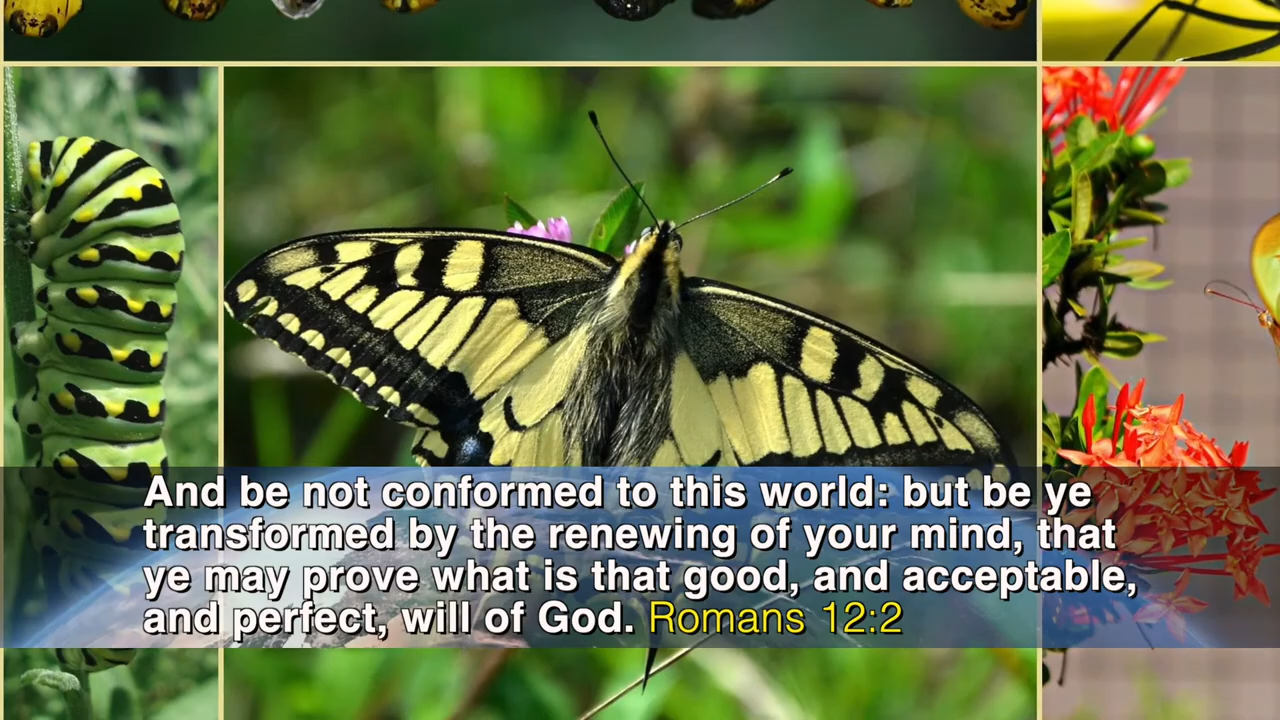 And be not conformed to this world: but be ye
transformed by the renewing of your mind, that
ye may prove what is that good, and acceptable,
and perfect, will of God. Romans 12:2